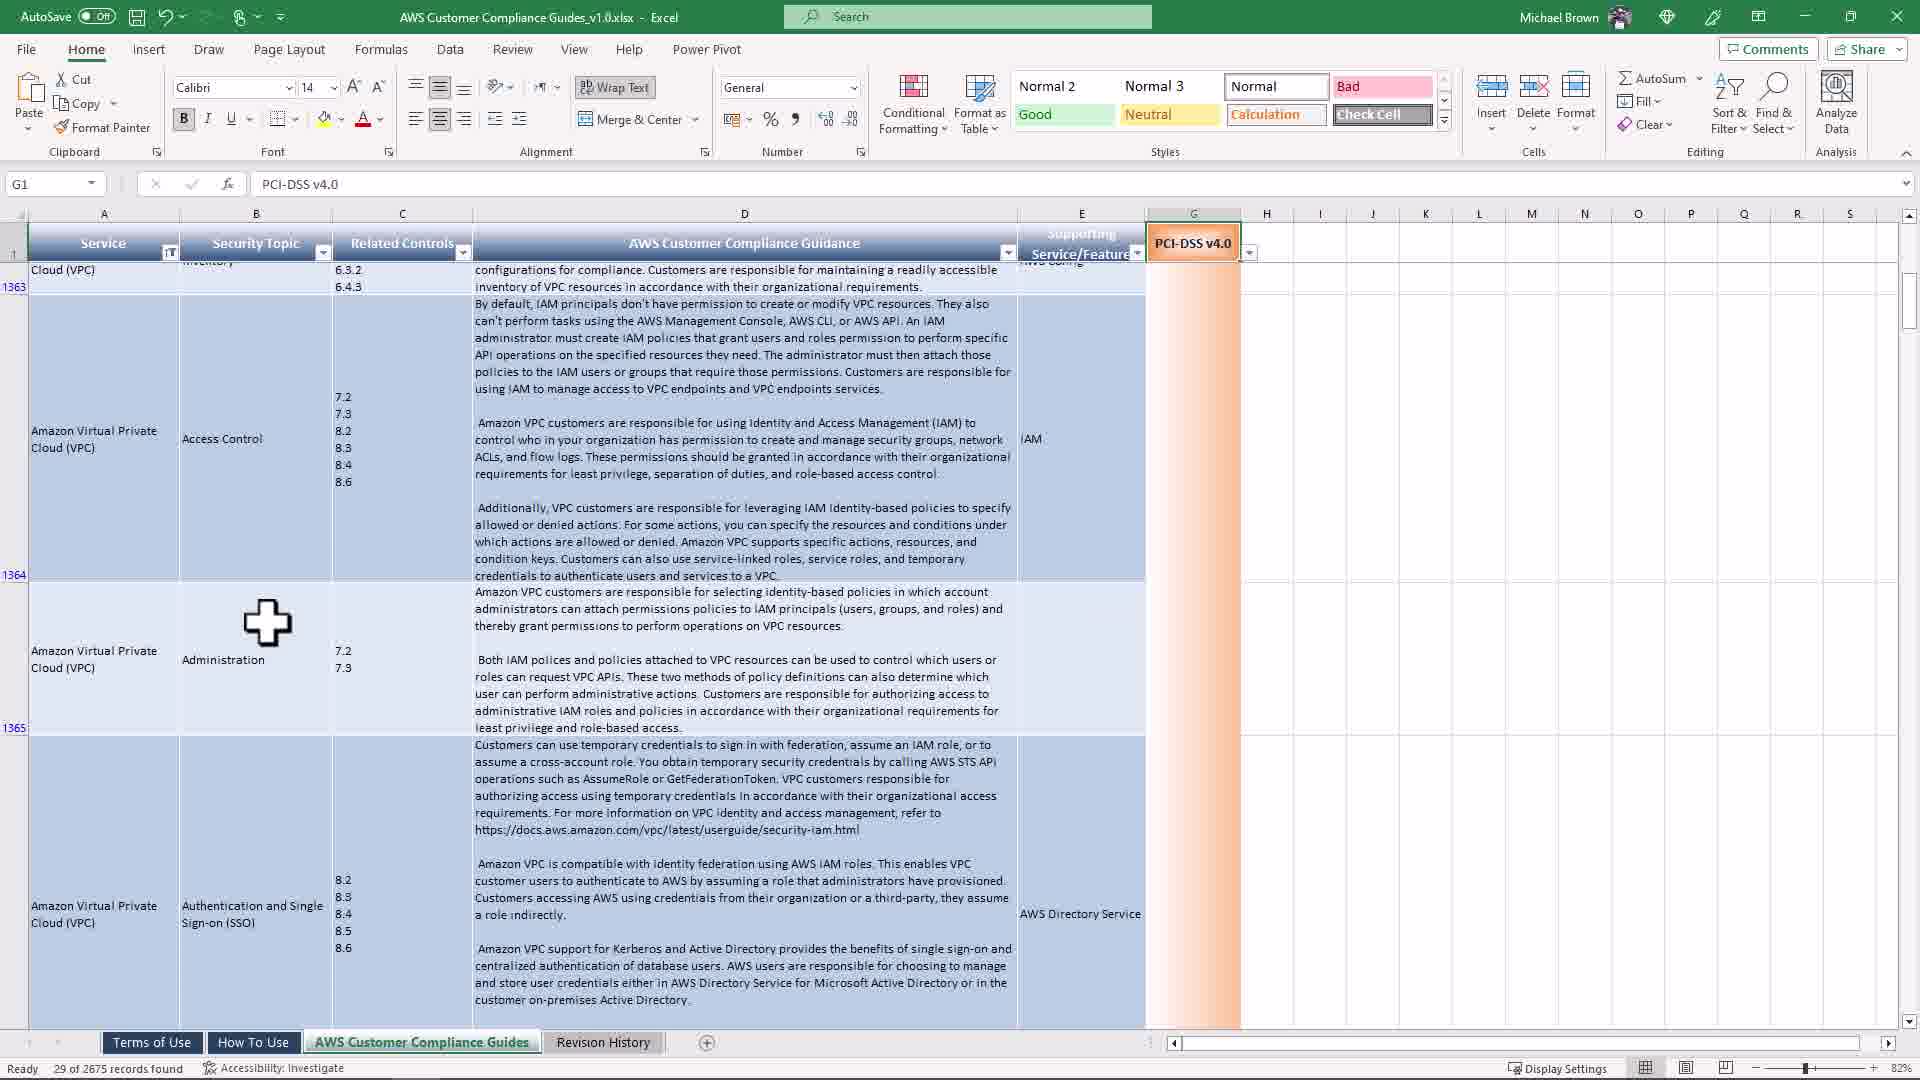 AutoSave Off
AWS Customer Compliance Guides_v1.0.xlsx - Excel
Search
Michael Brown
File Home Insert Draw Page Layout Formulas Data Review View Help Power Pivot
Comments Share
Paste
Cut
Copy
Format Painter
Clipboard
Calibri 14
B I U
Font
Wrap Text
Merge & Center
Alignment
General
Number
Conditional Formatting
Format as Table
Normal 2 Normal 3 Normal Bad
Good Neutral Calculation Check Cell
Styles
Insert Delete Format
Cells
AutoSum
Fill
Clear
Sort & Filter
Find & Select
Editing
Analyze Data
Analysis
G1
fx
PCI-DSS v4.0
A B C D E G H I J K L M N O P Q R S
1
Service
Security Topic
Related Controls
AWS Customer Compliance Guidance
Supporting Service/Feature
PCI-DSS v4.0
1363
Cloud (VPC)
Inventory
6.3.2
6.4.3
configurations for compliance. Customers are responsible for maintaining a readily accessible
inventory of VPC resources in accordance with their organizational requirements.
AWS Config
1364
Amazon Virtual Private
Cloud (VPC)
Access Control
7.2
7.3
8.2
8.3
8.4
8.6
By default, IAM principals don't have permission to create or modify VPC resources. They also
can't perform tasks using the AWS Management Console, AWS CLI, or AWS API. An IAM
administrator must create IAM policies that grant users and roles permission to perform specific
API operations on the specified resources they need. The administrator must then attach those
policies to the IAM users or groups that require those permissions. Customers are responsible for
using IAM to manage access to VPC endpoints and VPC endpoints services.
Amazon VPC customers are responsible for using Identity and Access Management (IAM) to
control who in your organization has permission to create and manage security groups, network
ACLs, and flow logs. These permissions should be granted in accordance with their organizational
requirements for least privilege, separation of duties, and role-based access control.
Additionally, VPC customers are responsible for leveraging IAM Identity-based policies to specify
allowed or denied actions. For some actions, you can specify the resources and conditions under
which actions are allowed or denied. Amazon VPC supports specific actions, resources, and
condition keys. Customers can also use service-linked roles, service roles, and temporary
credentials to authenticate users and services to a VPC.
IAM
1365
Amazon Virtual Private
Cloud (VPC)
Administration
7.2
7.3
Amazon VPC customers are responsible for selecting identity-based policies in which account
administrators can attach permissions policies to IAM principals (users, groups, and roles) and
thereby grant permissions to perform operations on VPC resources.
Both IAM polices and policies attached to VPC resources can be used to control which users or
roles can request VPC APIs. These two methods of policy definitions can also determine which
user can perform administrative actions. Customers are responsible for authorizing access to
administrative IAM roles and policies in accordance with their organizational requirements for
least privilege and role-based access.
Amazon Virtual Private
Cloud (VPC)
Authentication and Single
Sign-on (SSO)
8.2
8.3
8.4
8.5
8.6
Customers can use temporary credentials to sign in with federation, assume an IAM role, or to
assume a cross-account role. You obtain temporary security credentials by calling AWS STS API
operations such as AssumeRole or GetFederationToken. VPC customers responsible for
authorizing access using temporary credentials in accordance with their organizational access
requirements. For more information on VPC identity and access management, refer to
https://docs.aws.amazon.com/vpc/latest/userguide/security-iam.html
Amazon VPC is compatible with identity federation using AWS IAM roles. This enables VPC
customer users to authenticate to AWS by assuming a role that administrators have provisioned.
Customers accessing AWS using credentials from their organization or a third-party, they assume
a role indirectly.
Amazon VPC support for Kerberos and Active Directory provides the benefits of single sign-on and
centralized authentication of database users. AWS users are responsible for choosing to manage
and store user credentials either in AWS Directory Service for Microsoft Active Directory or in the
customer on-premises Active Directory.
AWS Directory Service
Terms of Use How To Use AWS Customer Compliance Guides Revision History
Ready 29 of 2675 records found Accessibility: Investigate
Display Settings 82%